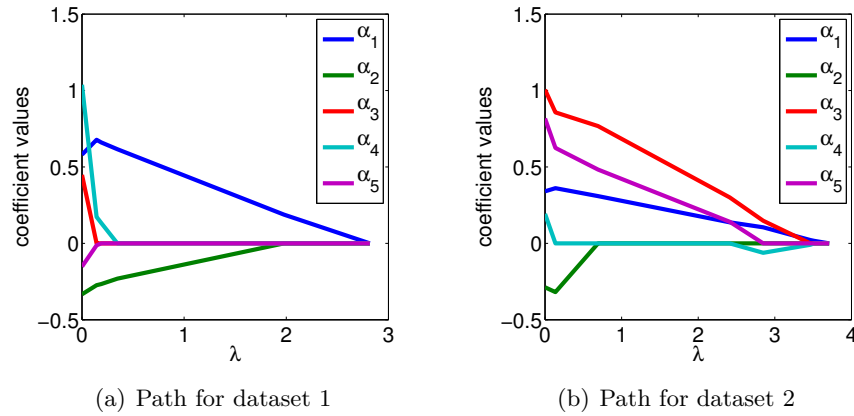 1.5
1
0.5
0
−0.5
coefficient values
0
1
2
3
λ
α1
α2
α3
α4
α5
(a) Path for dataset 1
1.5
1
0.5
0
−0.5
coefficient values
0
1
2
3
4
λ
α1
α2
α3
α4
α5
(b) Path for dataset 2